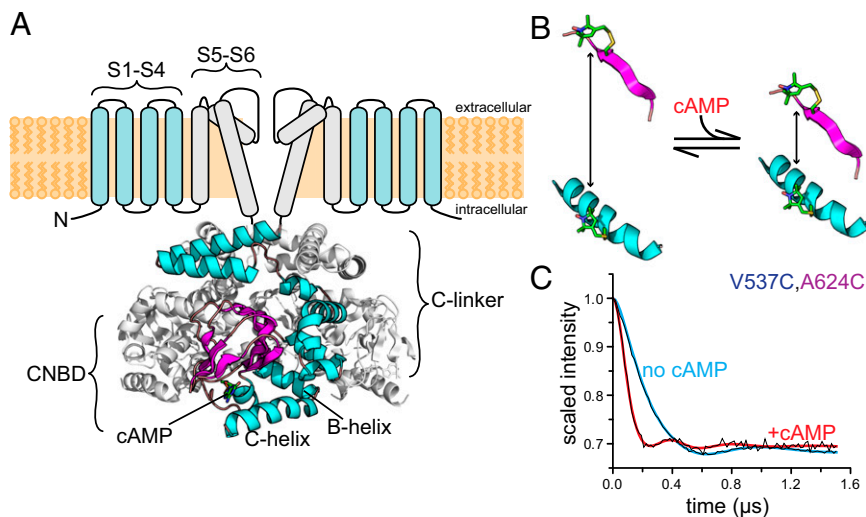 A
S1–S4
S5–S6
extracellular
N
intracellular
C-linker
CNBD
cAMP
C-helix
B-helix
B
cAMP
C
V537C,A624C
scaled intensity
1.0
0.9
0.8
0.7
no cAMP
+cAMP
0.0 0.4 0.8 1.2 1.6
time (μs)